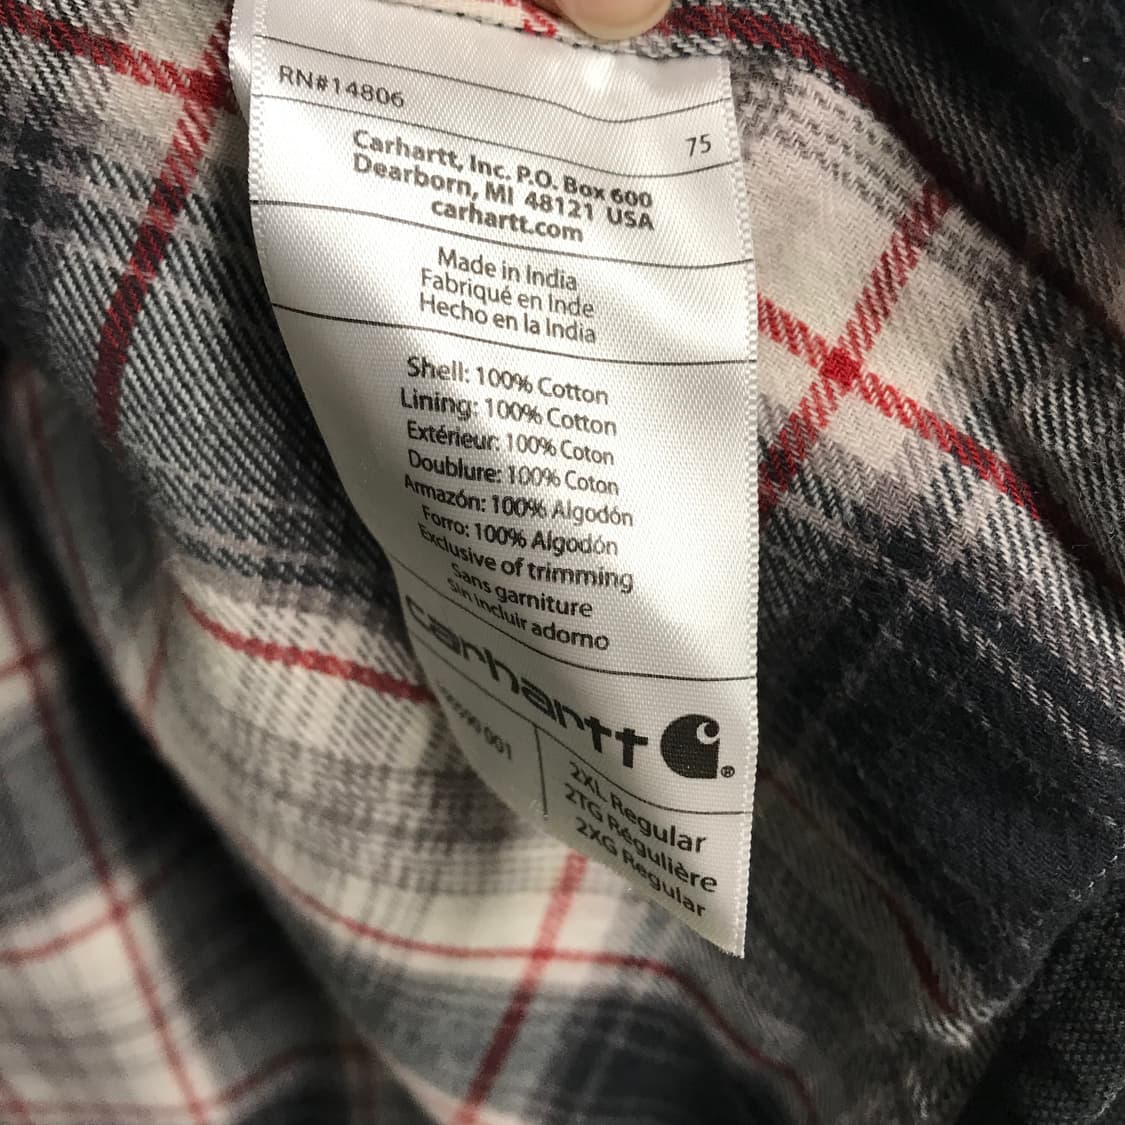 RN#14806
75
Carhartt, Inc. P.O. Box 600
Dearborn, MI 48121 USA
carhartt.com
Made in India
Fabriqué en Inde
Hecho en la India
Shell: 100% Cotton
Lining: 100% Cotton
Extérieur: 100% Coton
Doublure: 100% Coton
Armazón: 100% Algodón
Forro: 100% Algodón
Exclusive of trimming
Sans garniture
Sin incluir adorno
carhartt
®
001
2XL Regular
2TG Régulière
2XG Regular